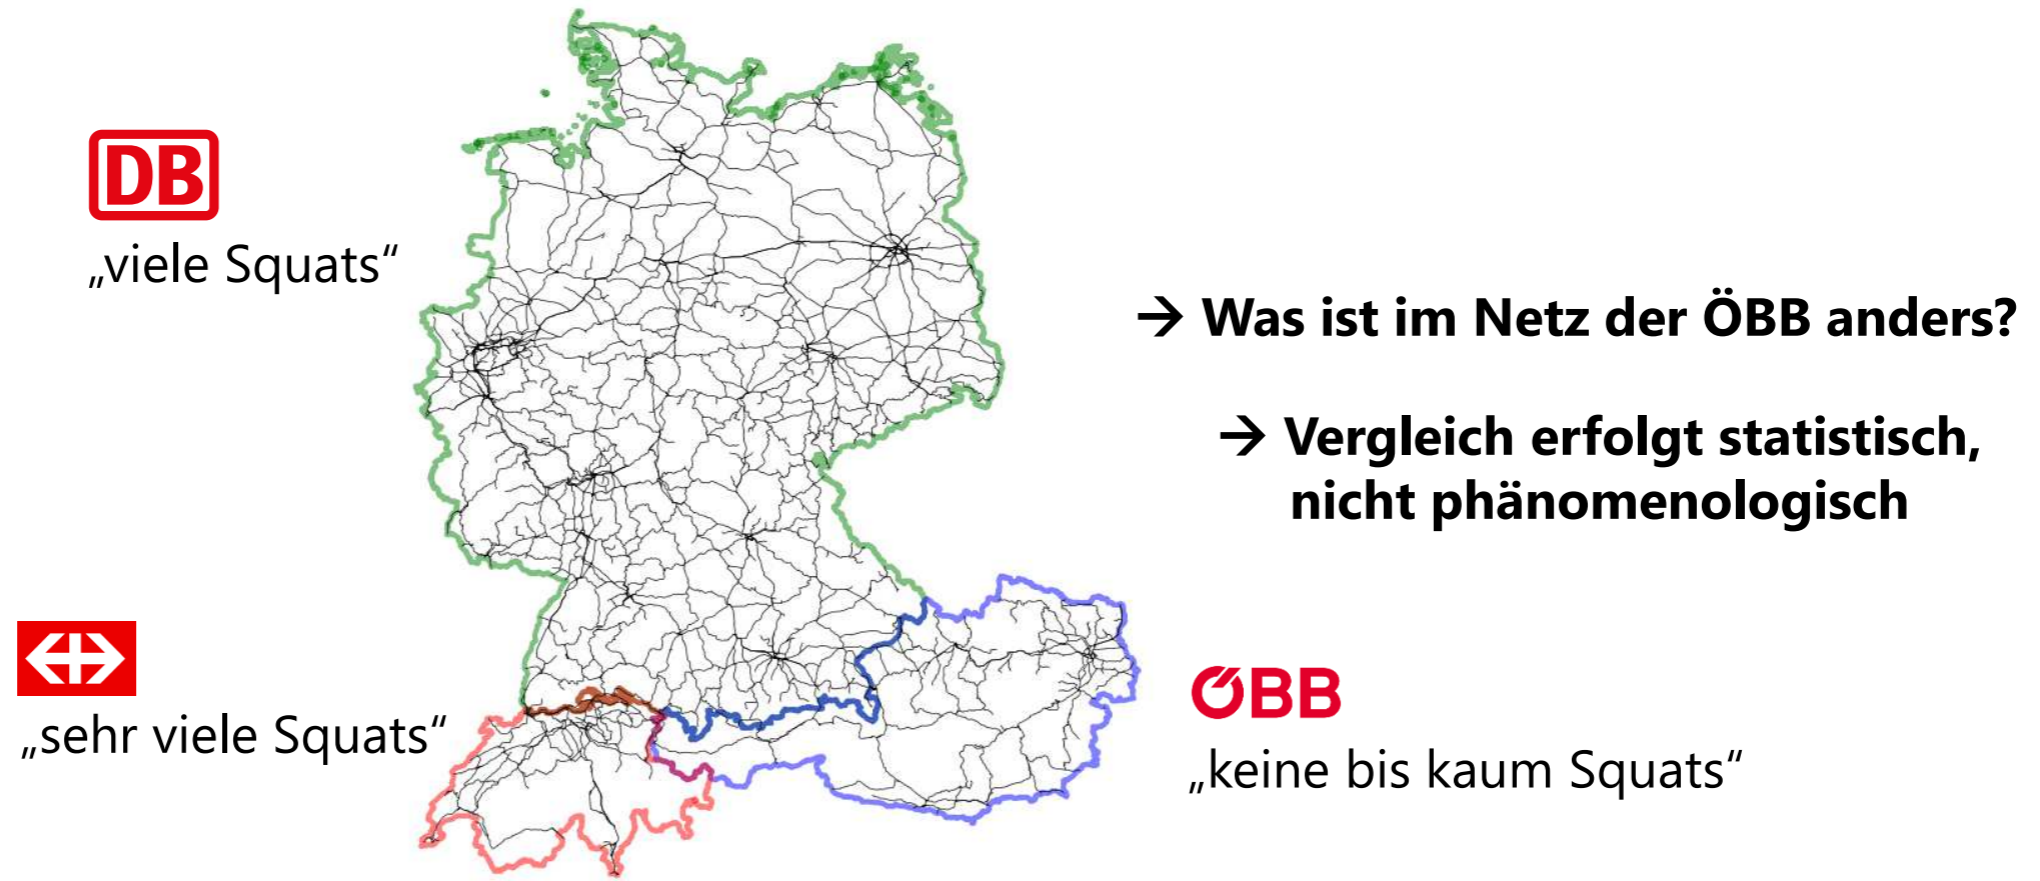 DB
„viele Squats“
→ Was ist im Netz der ÖBB anders?
→ Vergleich erfolgt statistisch,
nicht phänomenologisch
„sehr viele Squats“
ÖBB
„keine bis kaum Squats“